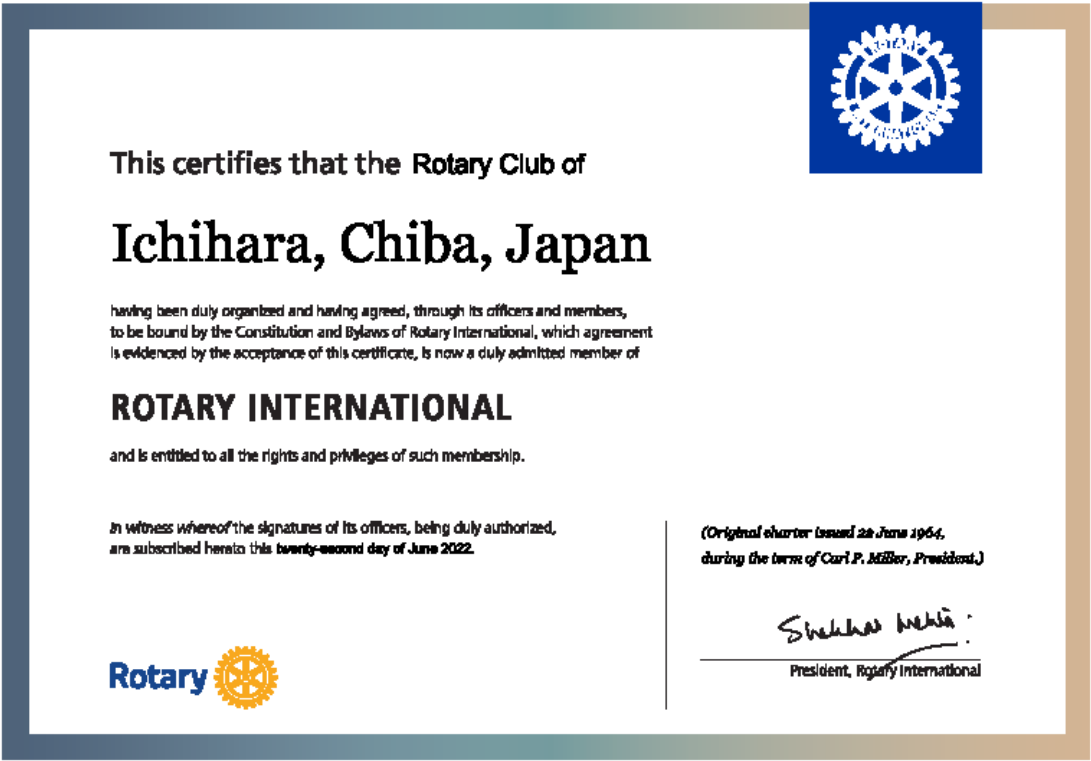 ROTARY
INTERNATIONAL
This certifies that the Rotary Club of
Ichihara, Chiba, Japan
having been duly organized and having agreed, through its officers and members,
to be bound by the Constitution and Bylaws of Rotary International, which agreement
is evidenced by the acceptance of this certificate, is now a duly admitted member of
ROTARY INTERNATIONAL
and is entitled to all the rights and privileges of such membership.
In witness whereof the signatures of its officers, being duly authorized,
are subscribed hereto this twenty-second day of June 2022.
(Original charter issued 22 June 1964,
during the term of Carl P. Miller, President.)
Shekhar Mehta
President, Rotary International
Rotary